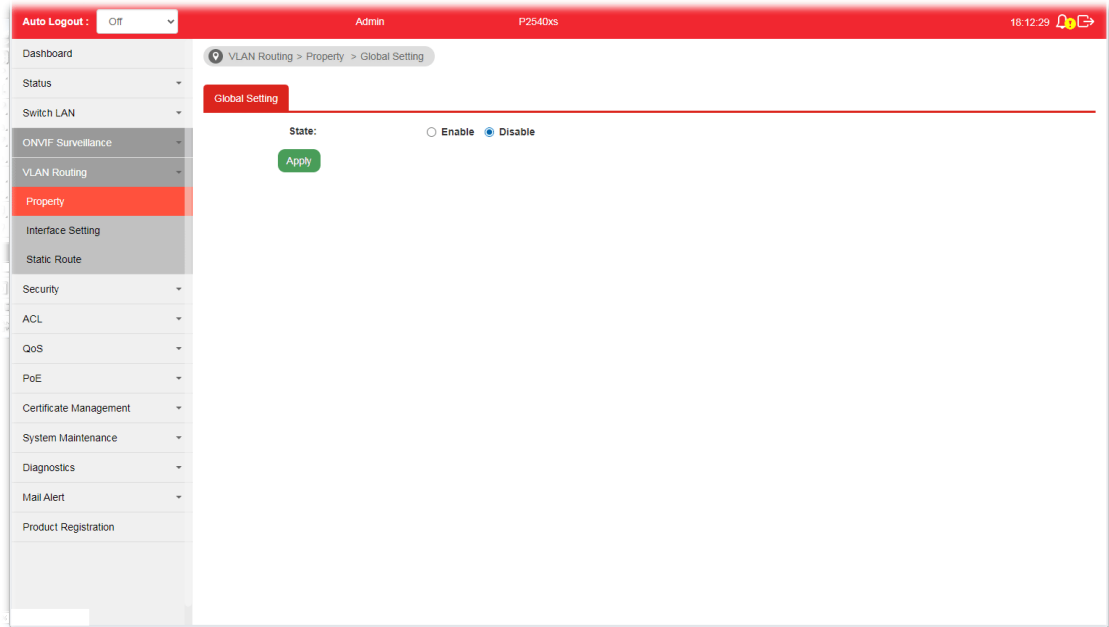 Auto Logout : Off Admin P2540xs 18:12:29
Dashboard
VLAN Routing > Property > Global Setting
Status
Switch LAN
Global Setting
ONVIF Surveillance
State: Enable Disable
VLAN Routing
Apply
Property
Interface Setting
Static Route
Security
ACL
QoS
PoE
Certificate Management
System Maintenance
Diagnostics
Mail Alert
Product Registration